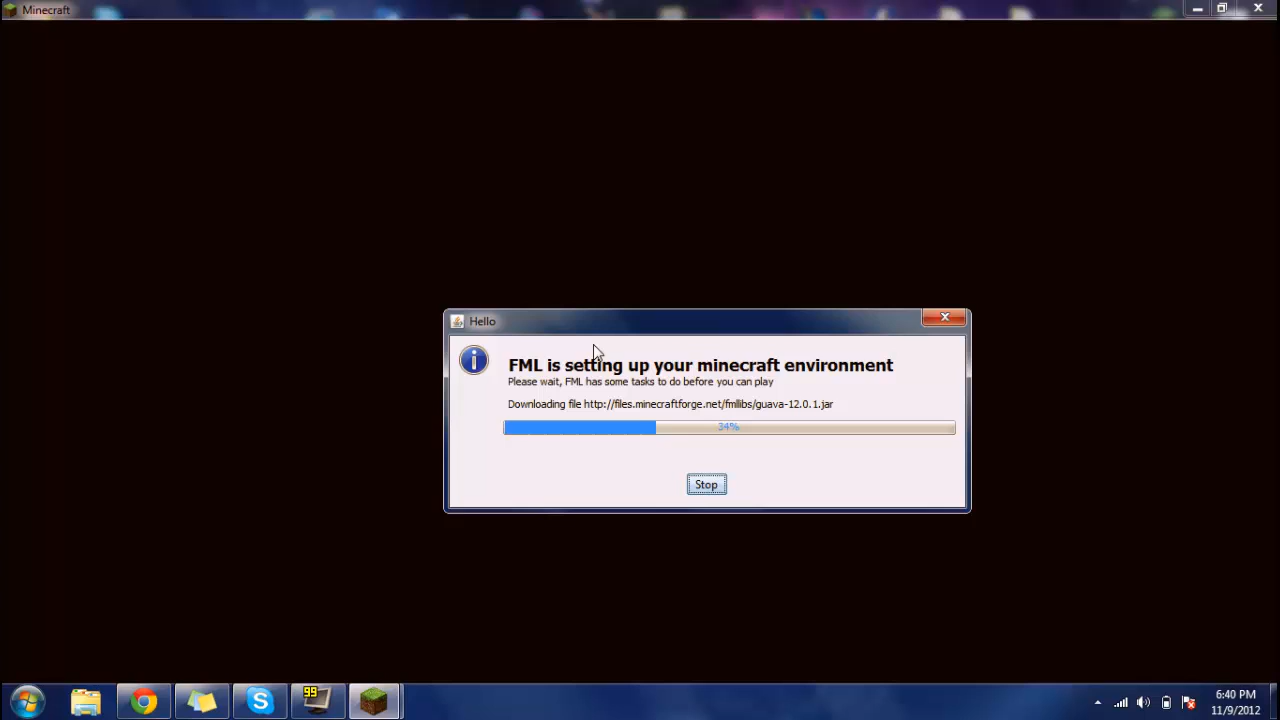 Minecraft
Hello
FML is setting up your minecraft environment
Please wait, FML has some tasks to do before you can play
Downloading file http://files.minecraftforge.net/fmllibs/guava-12.0.1.jar
34%
Stop
99
6:40 PM
11/9/2012